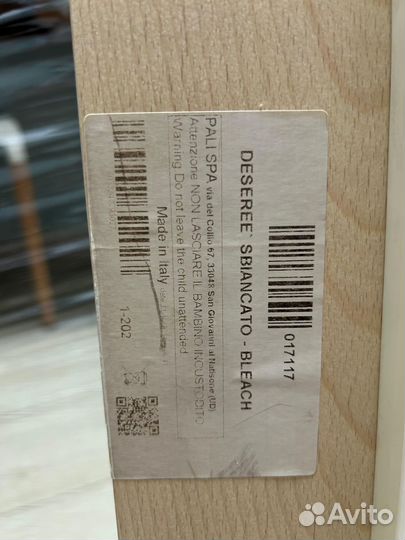 DESEREE' SBIANCATO - BLEACH
017117
PALI SPA via del Collio 67, 33048 San Giovanni al Natisone (UD)
Attenzione NON LASCIARE IL BAMBINO INCUSTODITO
Warning Do not leave the child unattended
Made in Italy
1-202
Avito